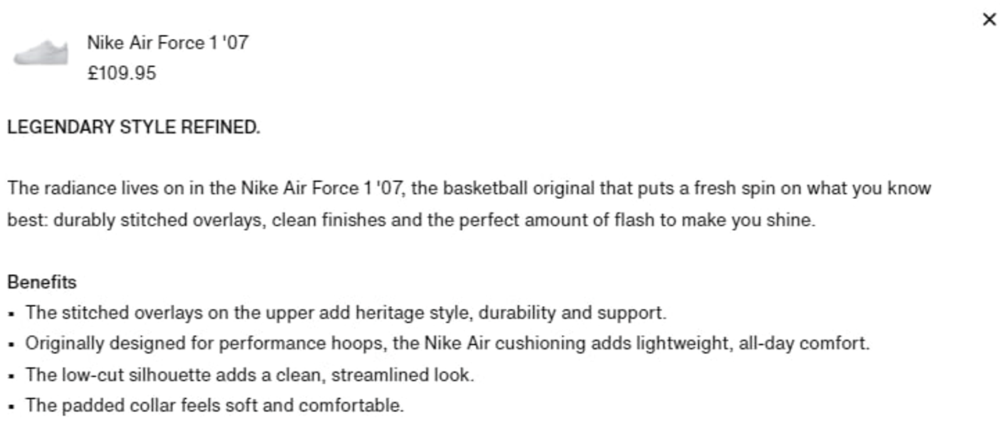 Nike Air Force 1 '07
£109.95
LEGENDARY STYLE REFINED.
The radiance lives on in the Nike Air Force 1 '07, the basketball original that puts a fresh spin on what you know
best: durably stitched overlays, clean finishes and the perfect amount of flash to make you shine.
Benefits
▪ The stitched overlays on the upper add heritage style, durability and support.
▪ Originally designed for performance hoops, the Nike Air cushioning adds lightweight, all-day comfort.
▪ The low-cut silhouette adds a clean, streamlined look.
▪ The padded collar feels soft and comfortable.